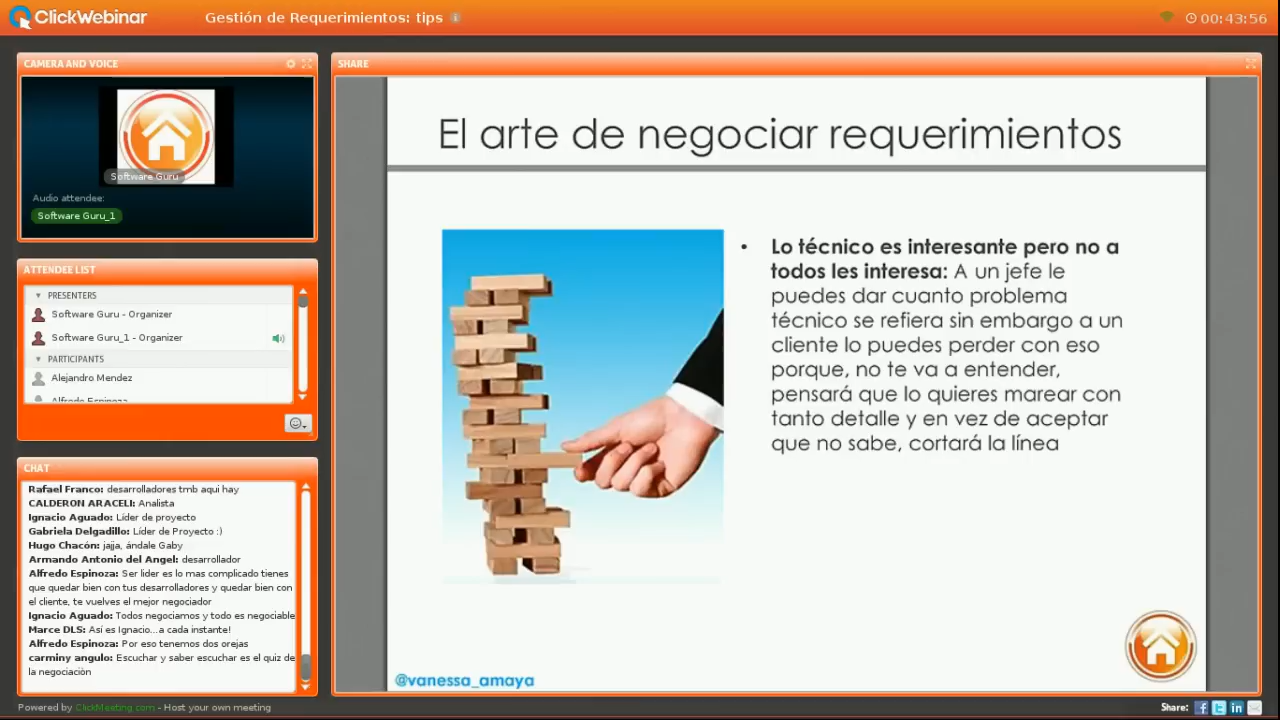 ClickWebinar
Gestión de Requerimientos: tips
00:43:56
CAMERA AND VOICE
Software Guru
Audio attendee:
Software Guru_1
ATTENDEE LIST
PRESENTERS
Software Guru - Organizer
Software Guru_1 - Organizer
PARTICIPANTS
Alejandro Mendez
Alfredo Espinoza
CHAT
Rafael Franco: desarrolladores tmb aqui hay
CALDERON ARACELI: Analista
Ignacio Aguado: Líder de proyecto
Gabriela Delgadillo: Líder de Proyecto :)
Hugo Chacón: jajja, ándale Gaby
Armando Antonio del Angel: desarrollador
Alfredo Espinoza: Ser lider es lo mas complicado tienes
que quedar bien con tus desarrolladores y quedar bien con
el cliente, te vuelves el mejor negociador
Ignacio Aguado: Todos negociamos y todo es negociable
Marce DLS: Así es Ignacio...a cada instante!
Alfredo Espinoza: Por eso tenemos dos orejas
carminy angulo: Escuchar y saber escuchar es el quiz de
la negociaciòn
Powered by ClickMeeting.com - Host your own meeting
SHARE
El arte de negociar requerimientos
• Lo técnico es interesante pero no a
todos les interesa: A un jefe le
puedes dar cuanto problema
técnico se refiera sin embargo a un
cliente lo puedes perder con eso
porque, no te va a entender,
pensará que lo quieres marear con
tanto detalle y en vez de aceptar
que no sabe, cortará la línea
@vanessa_amaya
Share: